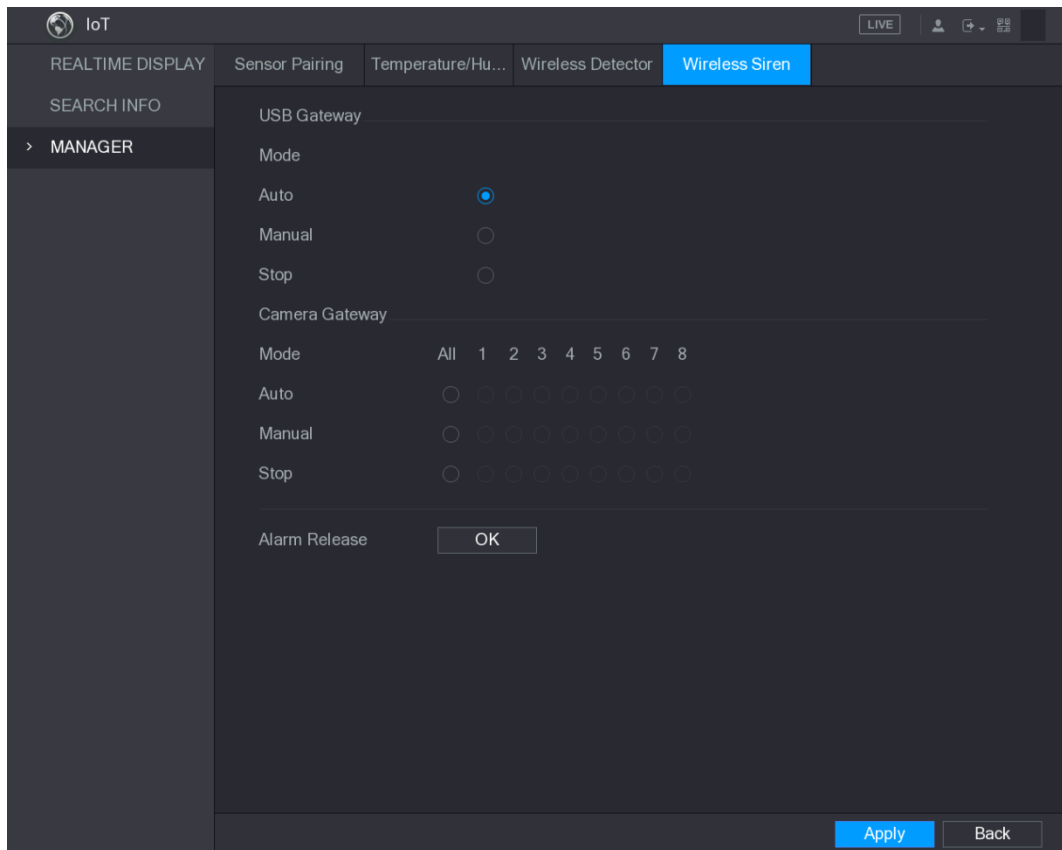 IoT
LIVE
REALTIME DISPLAY
SEARCH INFO
MANAGER
Sensor Pairing Temperature/Hu... Wireless Detector Wireless Siren
USB Gateway
Mode
Auto
Manual
Stop
Camera Gateway
Mode All 1 2 3 4 5 6 7 8
Auto
Manual
Stop
Alarm Release OK
Apply Back